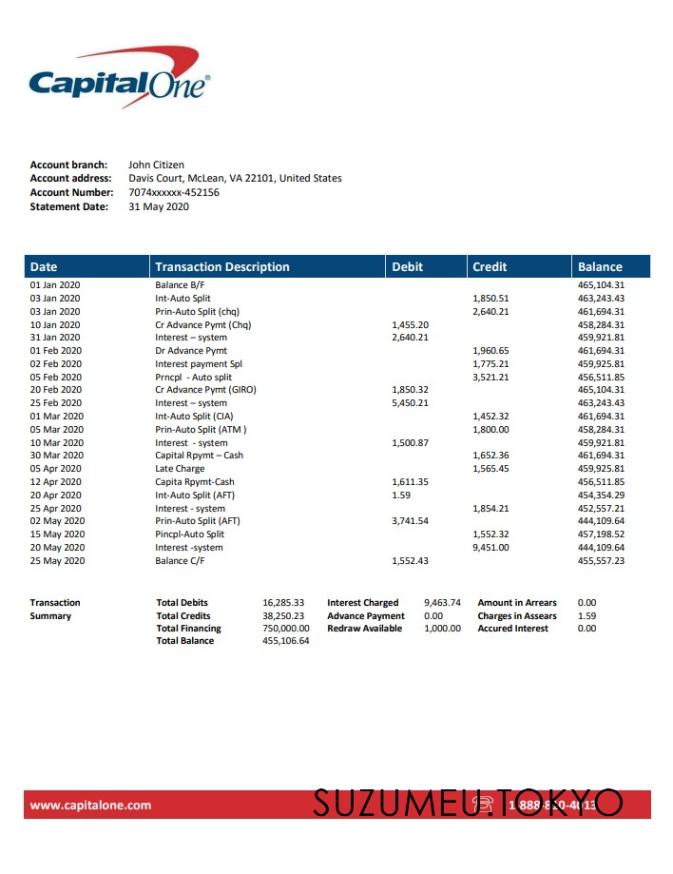 CapitalOne®
Account branch: John Citizen
Account address: Davis Court, McLean, VA 22101, United States
Account Number: 7074xxxxxx-452156
Statement Date: 31 May 2020
Date Transaction Description Debit Credit Balance
01 Jan 2020 Balance B/F 465,104.31
03 Jan 2020 Int-Auto Split 1,850.51 463,243.43
03 Jan 2020 Prin-Auto Split (chq) 2,640.21 461,694.31
10 Jan 2020 Cr Advance Pymt (Chq) 1,455.20 458,284.31
31 Jan 2020 Interest – system 2,640.21 459,921.81
01 Feb 2020 Dr Advance Pymt 1,960.65 461,694.31
02 Feb 2020 Interest payment Spl 1,775.21 459,925.81
05 Feb 2020 Prncpl - Auto split 3,521.21 456,511.85
20 Feb 2020 Cr Advance Pymt (GIRO) 1,850.32 465,104.31
25 Feb 2020 Interest – system 5,450.21 463,243.43
01 Mar 2020 Int-Auto Split (CIA) 1,452.32 461,694.31
05 Mar 2020 Prin-Auto Split (ATM ) 1,800.00 458,284.31
10 Mar 2020 Interest - system 1,500.87 459,921.81
30 Mar 2020 Capital Rpymt – Cash 1,652.36 461,694.31
05 Apr 2020 Late Charge 1,565.45 459,925.81
12 Apr 2020 Capita Rpymt-Cash 1,611.35 456,511.85
20 Apr 2020 Int-Auto Split (AFT) 1.59 454,354.29
25 Apr 2020 Interest - system 1,854.21 452,557.21
02 May 2020 Prin-Auto Split (AFT) 3,741.54 444,109.64
15 May 2020 Pincpl-Auto Split 1,552.32 457,198.52
20 May 2020 Interest -system 9,451.00 444,109.64
25 May 2020 Balance C/F 1,552.43 455,557.23
Transaction Total Debits 16,285.33 Interest Charged 9,463.74 Amount in Arrears 0.00
Summary Total Credits 38,250.23 Advance Payment 0.00 Charges in Assears 1.59
Total Financing 750,000.00 Redraw Available 1,000.00 Accured Interest 0.00
Total Balance 455,106.64
www.capitalone.com
SUZUMEU.TOKYO